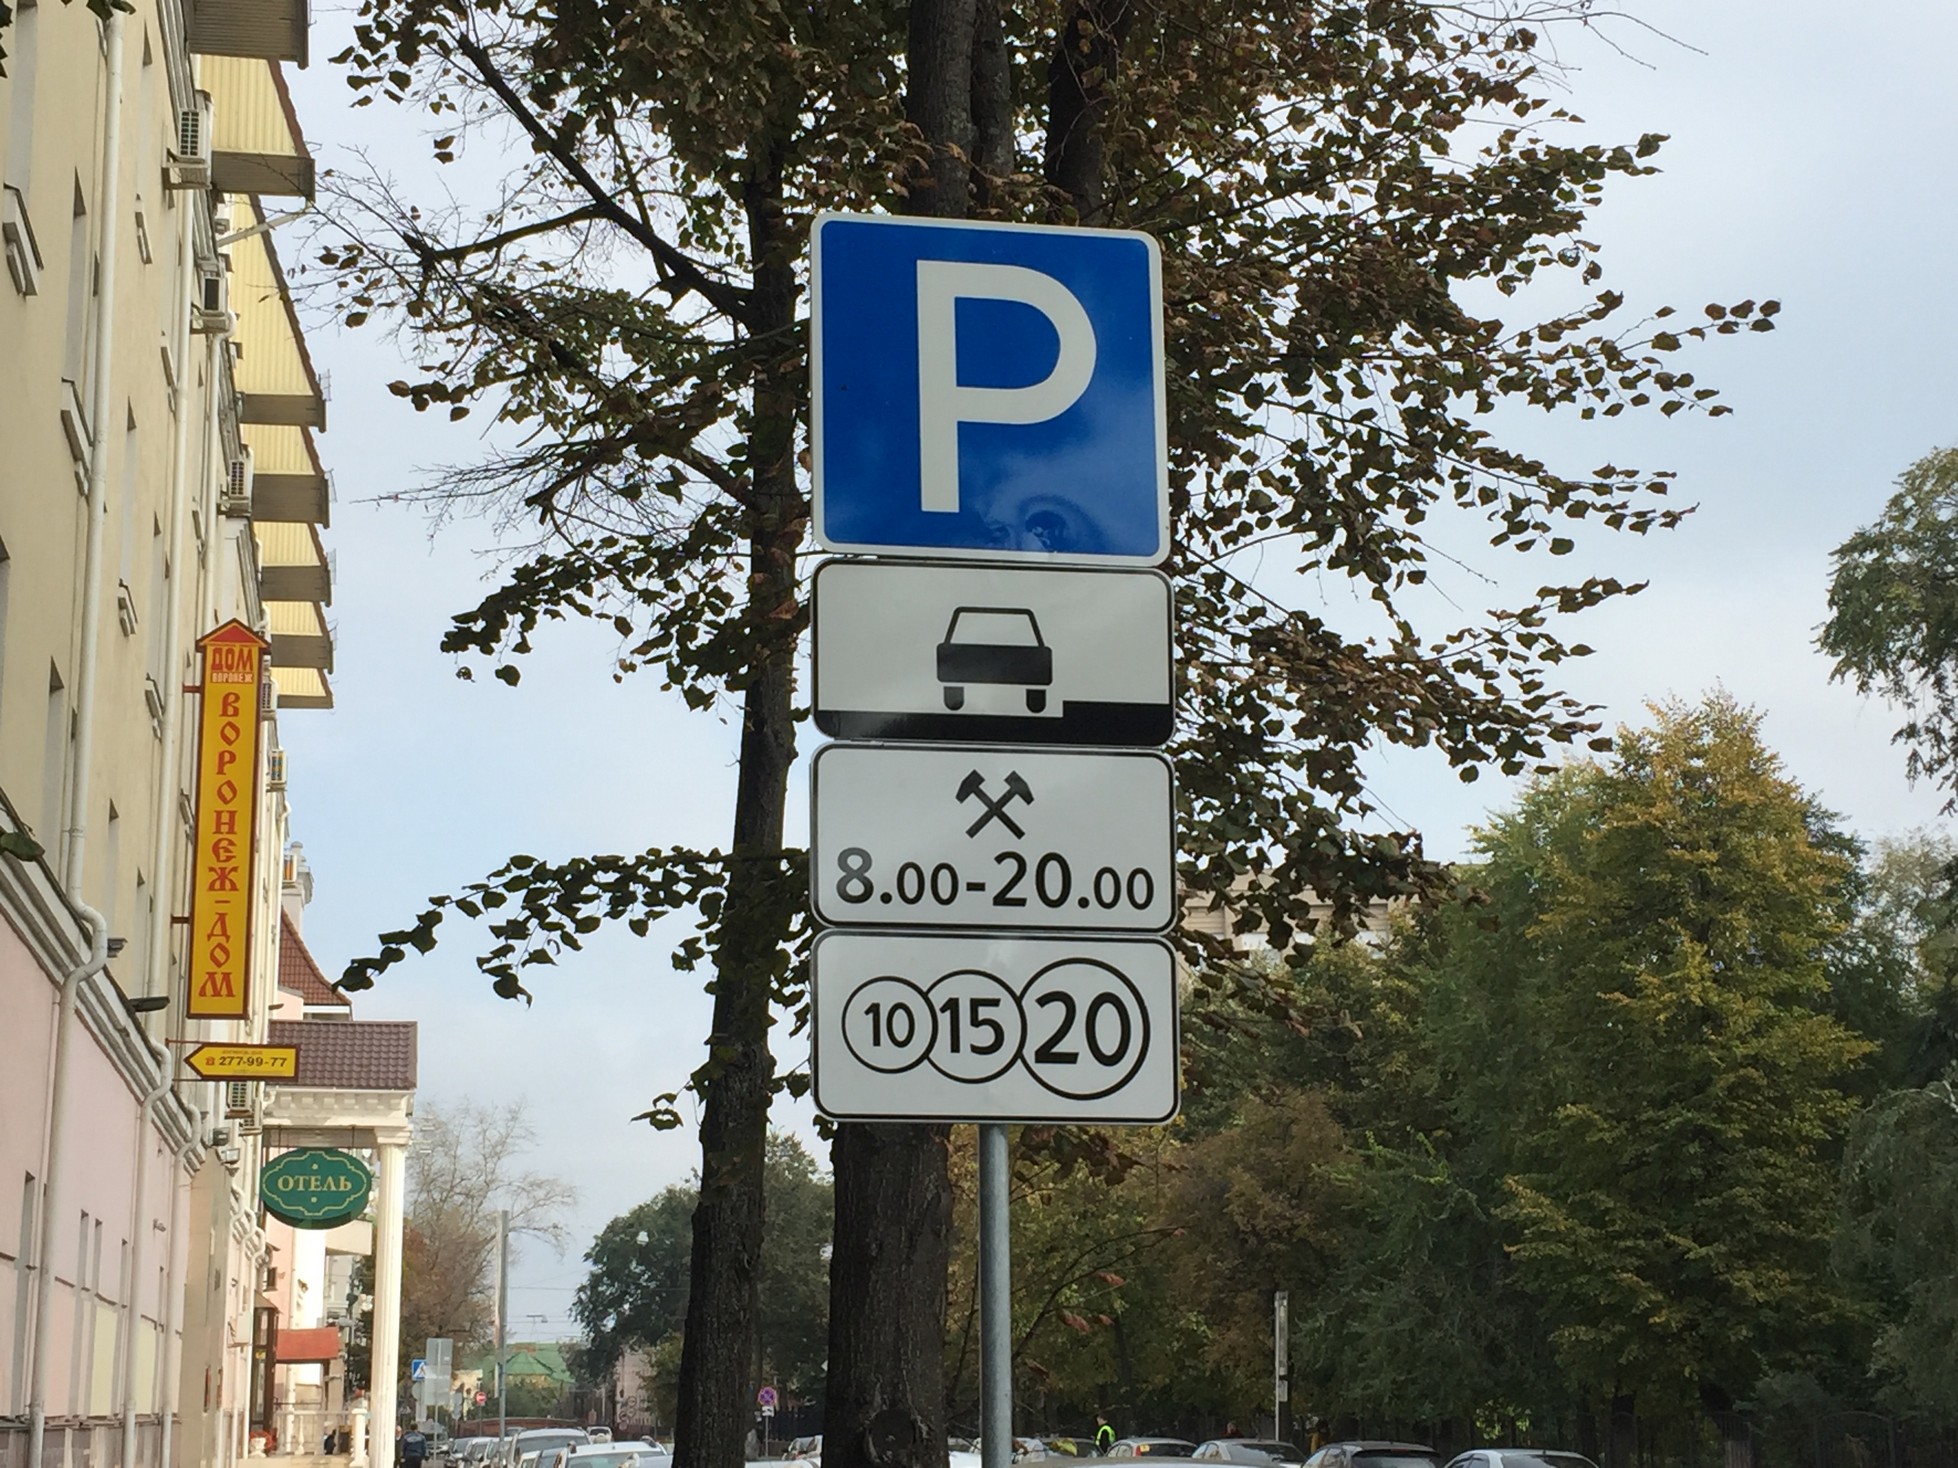 P
8.00-20.00
10 15 20
ДОМ
ВОРОНЕЖ
ВОРОНЕЖ-ДОМ
277-99-77
ОТЕЛЬ